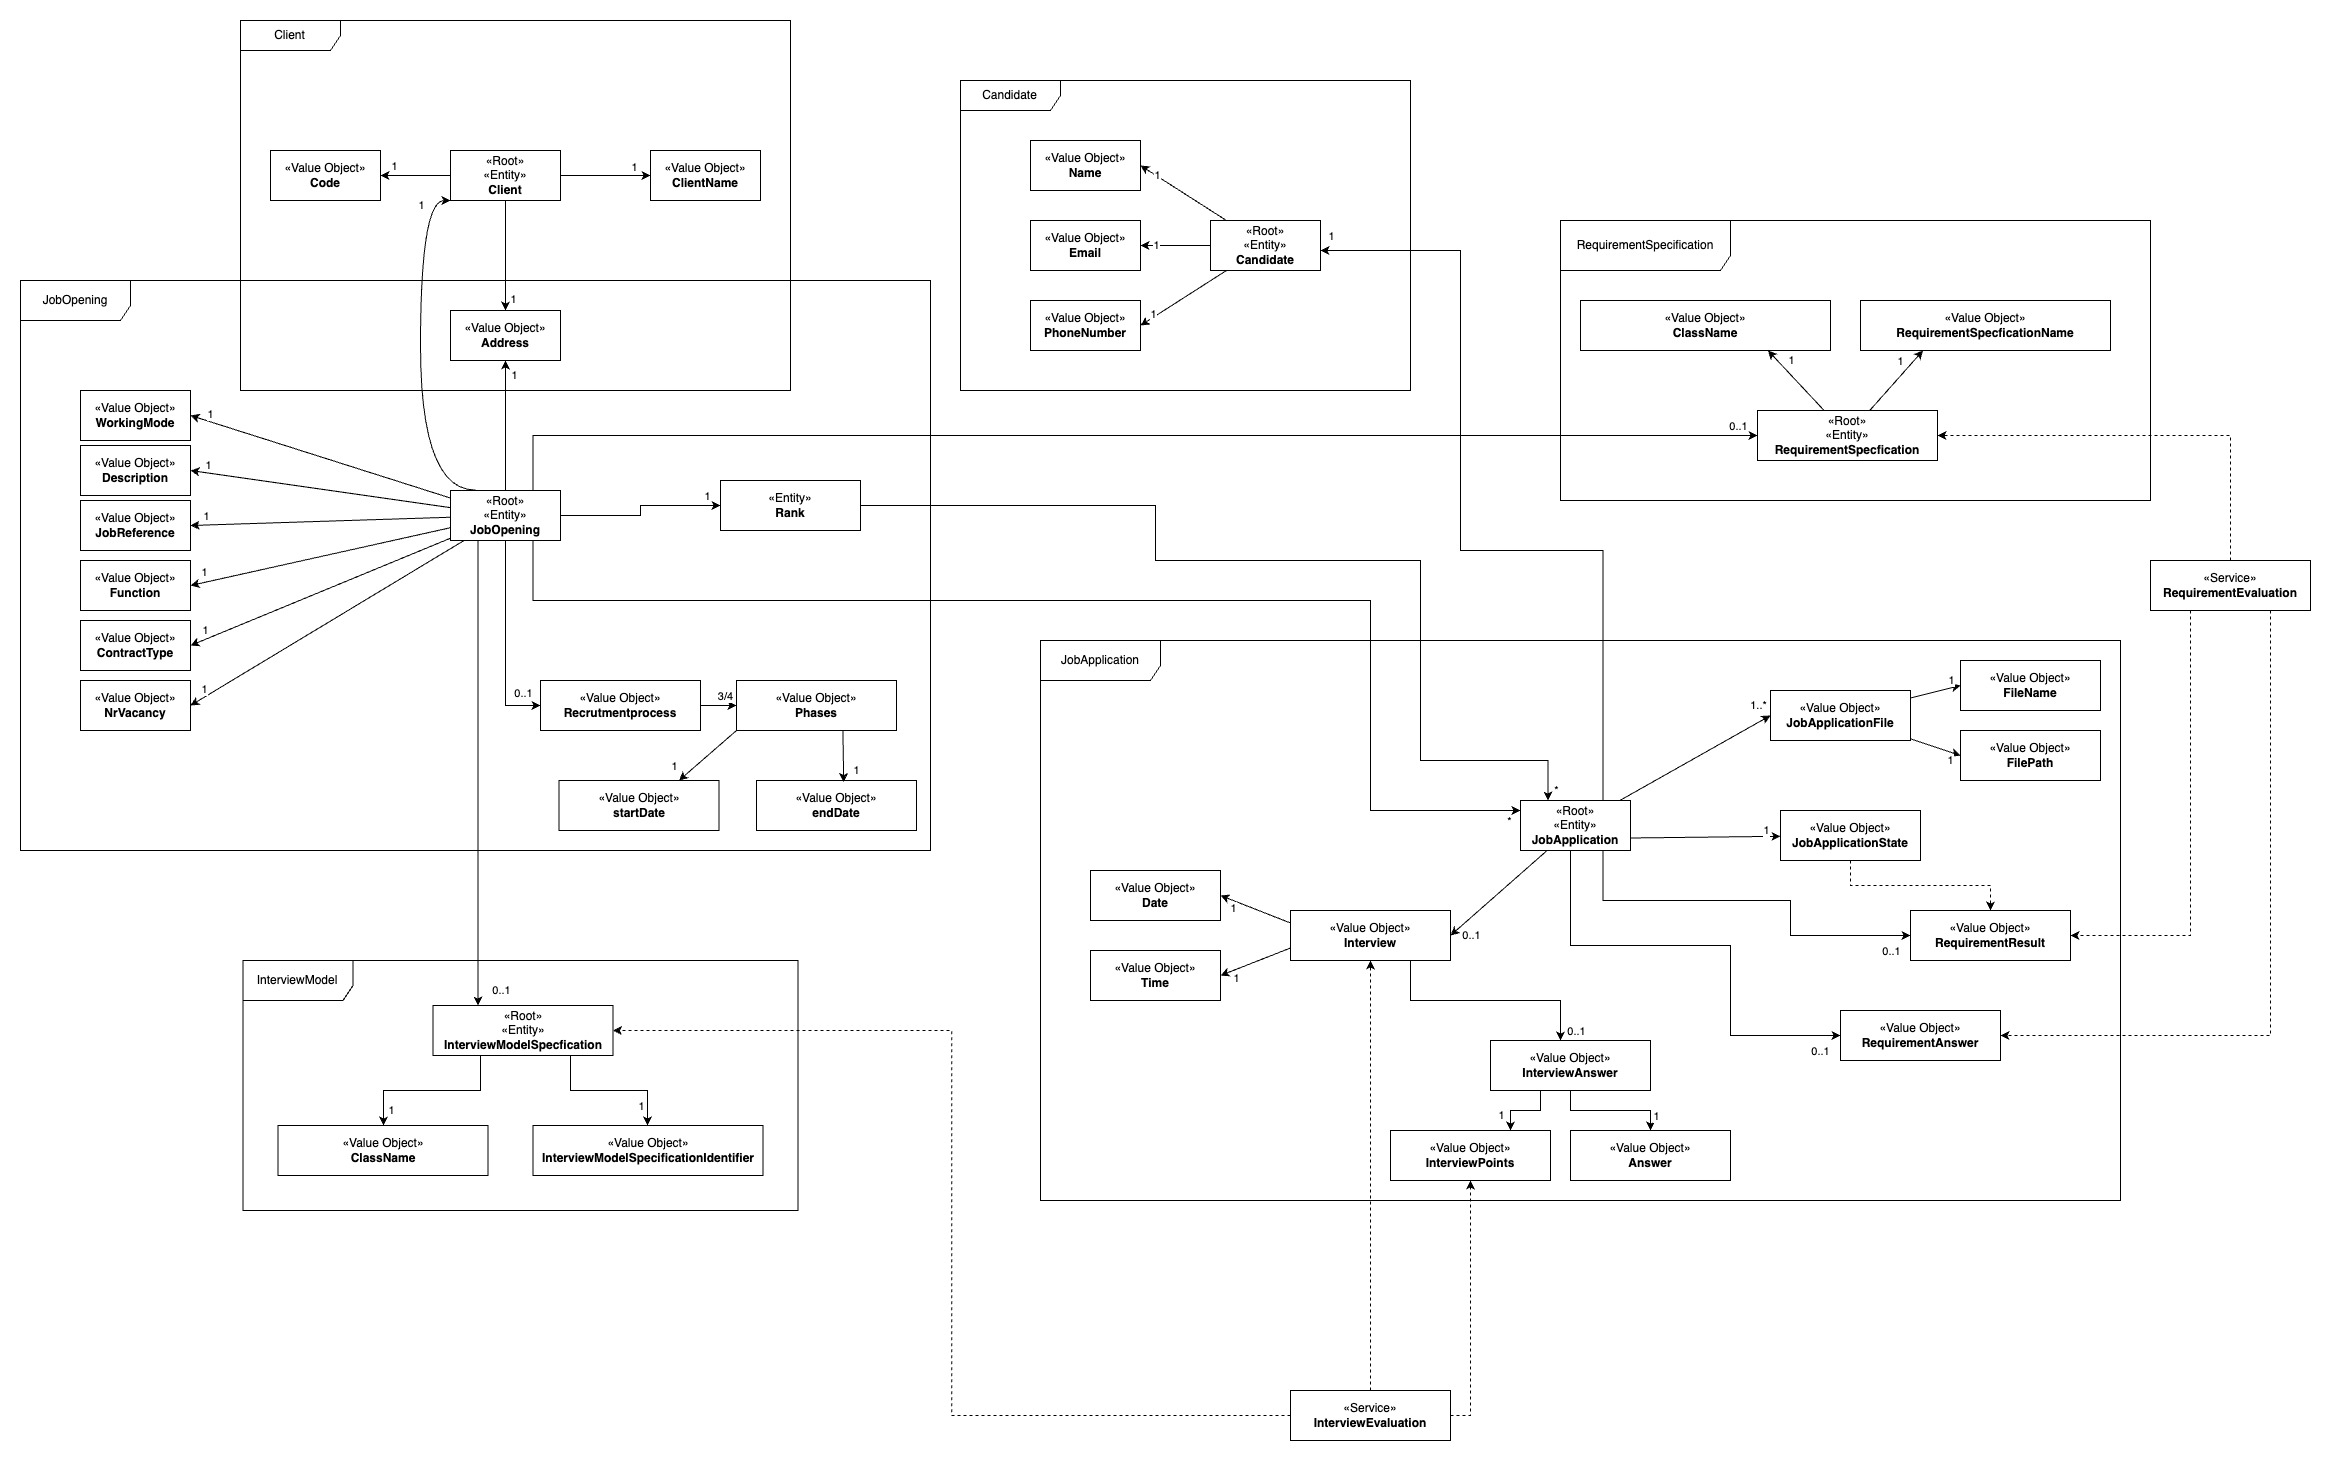 Client
«Value Object»
Code
1
«Root»
«Entity»
Client
1
«Value Object»
ClientName
1
1
«Value Object»
Address
1
Candidate
«Value Object»
Name
1
«Value Object»
Email
1
«Root»
«Entity»
Candidate
1
«Value Object»
PhoneNumber
1
RequirementSpecification
«Value Object»
ClassName
«Value Object»
RequirementSpecficationName
1
1
0..1
«Root»
«Entity»
RequirementSpecfication
JobOpening
«Value Object»
WorkingMode
1
«Value Object»
Description
1
«Value Object»
JobReference
1
«Value Object»
Function
1
«Value Object»
ContractType
1
«Value Object»
NrVacancy
1
«Root»
«Entity»
JobOpening
1
«Entity»
Rank
0..1
«Value Object»
Recrutmentprocess
3/4
«Value Object»
Phases
1
1
«Value Object»
startDate
«Value Object»
endDate
«Service»
RequirementEvaluation
JobApplication
1..*
«Value Object»
JobApplicationFile
1
«Value Object»
FileName
1
«Value Object»
FilePath
*
*
«Root»
«Entity»
JobApplication
1
«Value Object»
JobApplicationState
«Value Object»
Date
1
«Value Object»
Time
1
«Value Object»
Interview
0..1
0..1
«Value Object»
RequirementResult
0..1
«Value Object»
RequirementAnswer
0..1
«Value Object»
InterviewAnswer
1
1
«Value Object»
InterviewPoints
«Value Object»
Answer
InterviewModel
0..1
«Root»
«Entity»
InterviewModelSpecfication
1
1
«Value Object»
ClassName
«Value Object»
InterviewModelSpecificationIdentifier
«Service»
InterviewEvaluation